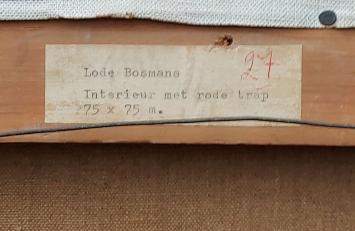 27
Lode Bosmans
Interieur met rode trap
75 x 75 m.